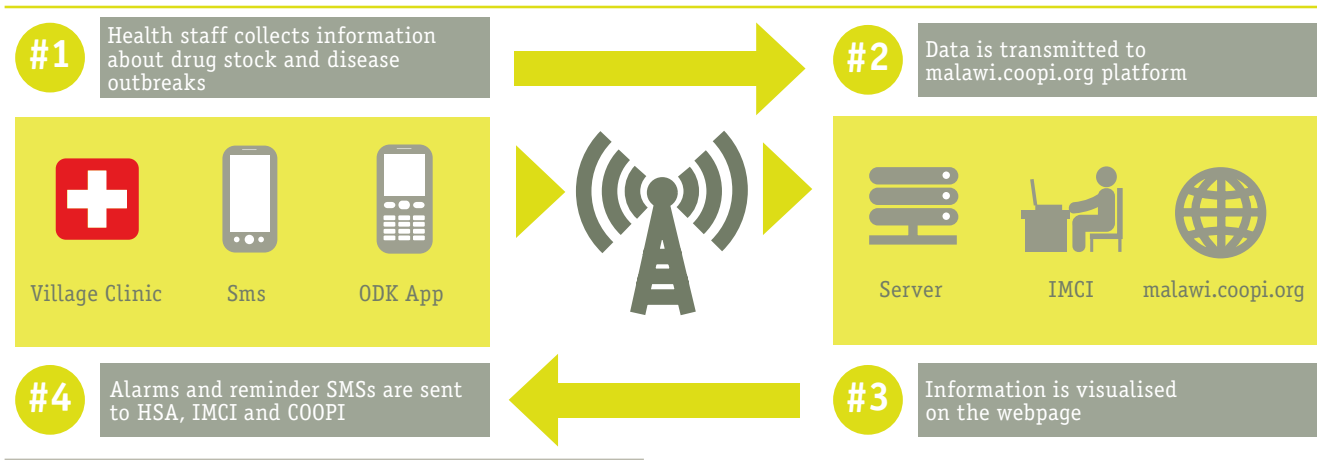 #1
Health staff collects information
about drug stock and disease
outbreaks
#2
Data is transmitted to
malawi.coopi.org platform
Village Clinic
Sms
ODK App
Server
IMCI
malawi.coopi.org
#4
Alarms and reminder SMSs are sent
to HSA, IMCI and COOPI
#3
Information is visualised
on the webpage